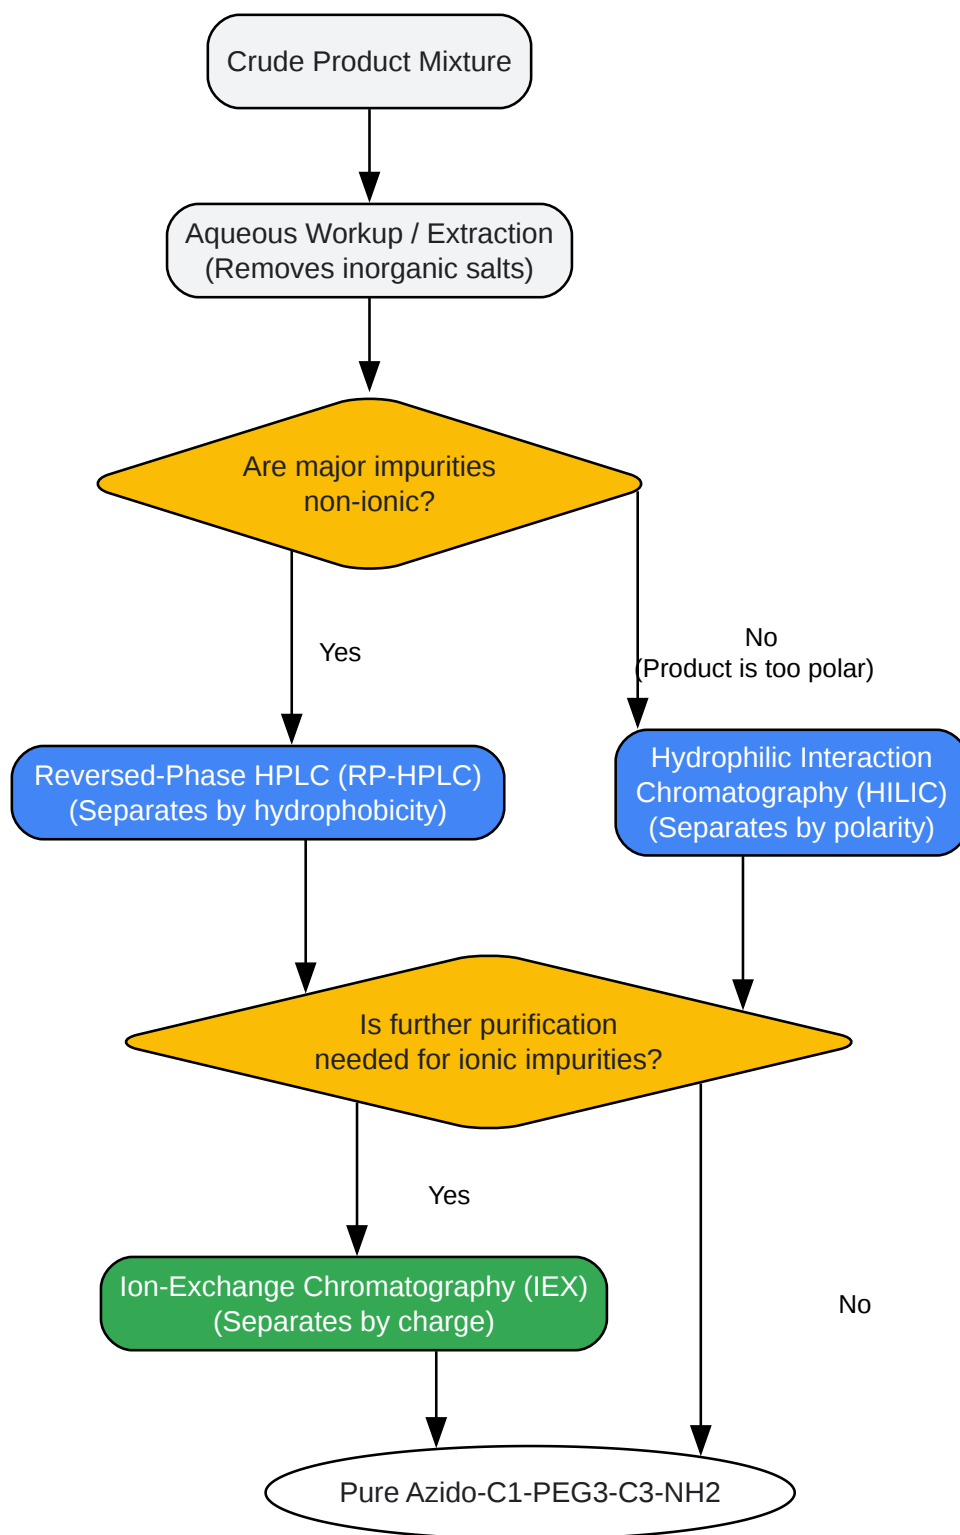 Crude Product Mixture
Aqueous Workup / Extraction
(Removes inorganic salts)
Are major impurities
non-ionic?
Yes
No
(Product is too polar)
Reversed-Phase HPLC (RP-HPLC)
(Separates by hydrophobicity)
Hydrophilic Interaction
Chromatography (HILIC)
(Separates by polarity)
Is further purification
needed for ionic impurities?
Yes
Ion-Exchange Chromatography (IEX)
(Separates by charge)
No
Pure Azido-C1-PEG3-C3-NH2